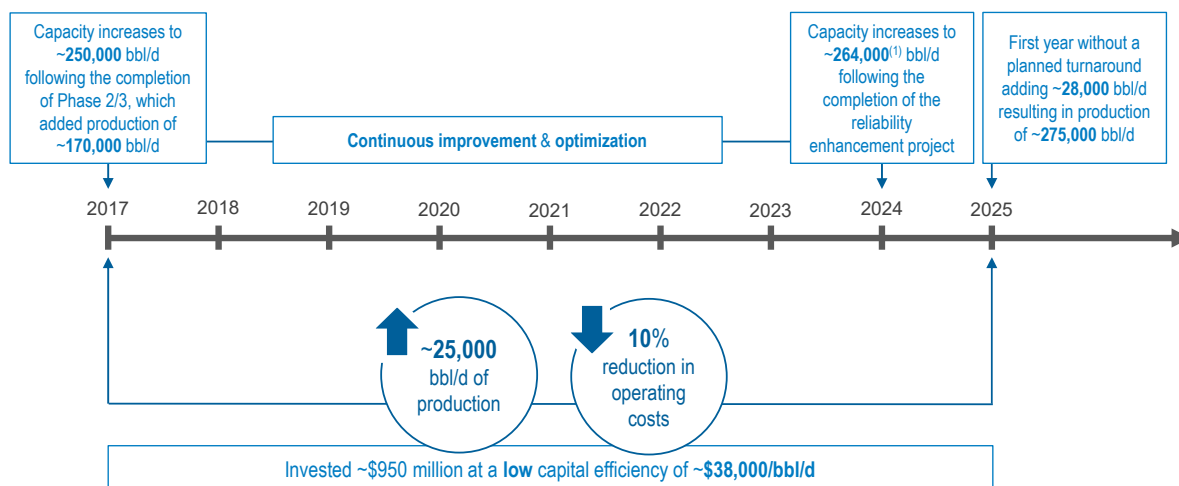 Capacity increases to
~250,000 bbl/d
following the completion
of Phase 2/3, which
added production of
~170,000 bbl/d
Continuous improvement & optimization
Capacity increases to
~264,000(1) bbl/d
following the
completion of the
reliability
enhancement project
First year without a
planned turnaround
adding ~28,000 bbl/d
resulting in production
of ~275,000 bbl/d
2017 2018 2019 2020 2021 2022 2023 2024 2025
~25,000
bbl/d of
production
10%
reduction in
operating
costs
Invested ~$950 million at a low capital efficiency of ~$38,000/bbl/d